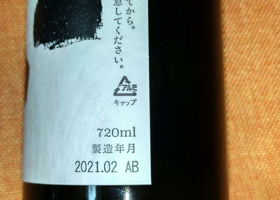 てから。
意してください。
アルミ
キャップ
720ml
製造年月
2021.02 AB